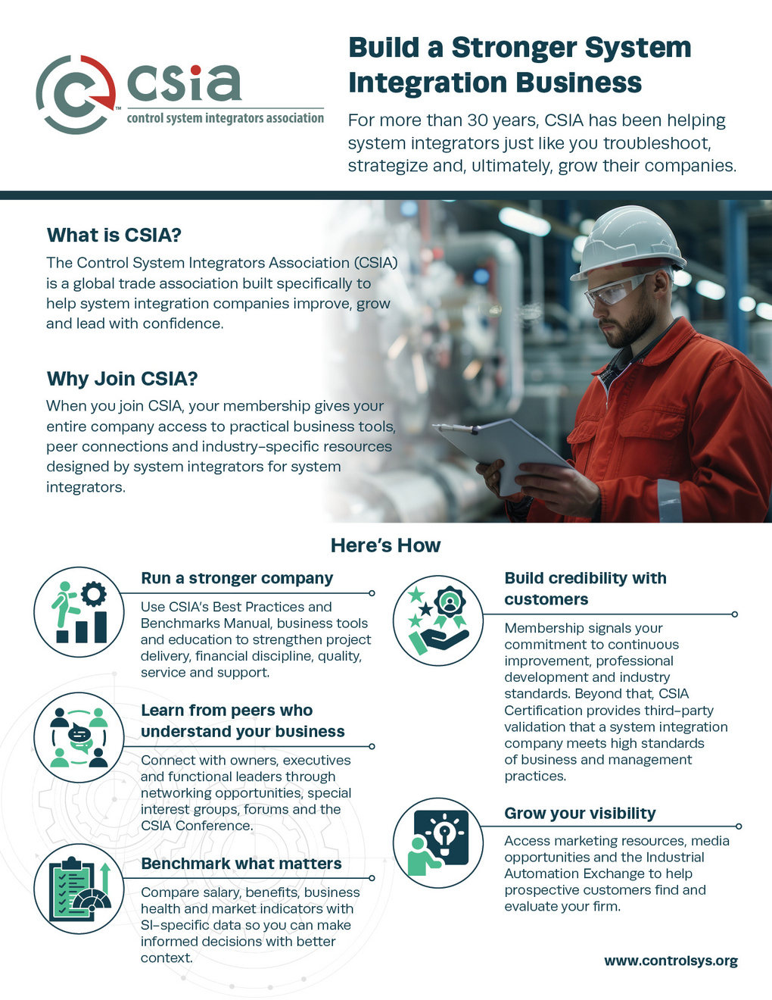 csia
™
control system integrators association
Build a Stronger System
Integration Business
For more than 30 years, CSIA has been helping
system integrators just like you troubleshoot,
strategize and, ultimately, grow their companies.
What is CSIA?
The Control System Integrators Association (CSIA)
is a global trade association built specifically to
help system integration companies improve, grow
and lead with confidence.
Why Join CSIA?
When you join CSIA, your membership gives your
entire company access to practical business tools,
peer connections and industry-specific resources
designed by system integrators for system
integrators.
Here's How
Run a stronger company
Use CSIA's Best Practices and
Benchmarks Manual, business tools
and education to strengthen project
delivery, financial discipline, quality,
service and support.
Learn from peers who
understand your business
Connect with owners, executives
and functional leaders through
networking opportunities, special
interest groups, forums and the
CSIA Conference.
Benchmark what matters
Compare salary, benefits, business
health and market indicators with
SI-specific data so you can make
informed decisions with better
context.
Build credibility with
customers
Membership signals your
commitment to continuous
improvement, professional
development and industry
standards. Beyond that, CSIA
Certification provides third-party
validation that a system integration
company meets high standards
of business and management
practices.
Grow your visibility
Access marketing resources, media
opportunities and the Industrial
Automation Exchange to help
prospective customers find and
evaluate your firm.
www.controlsys.org